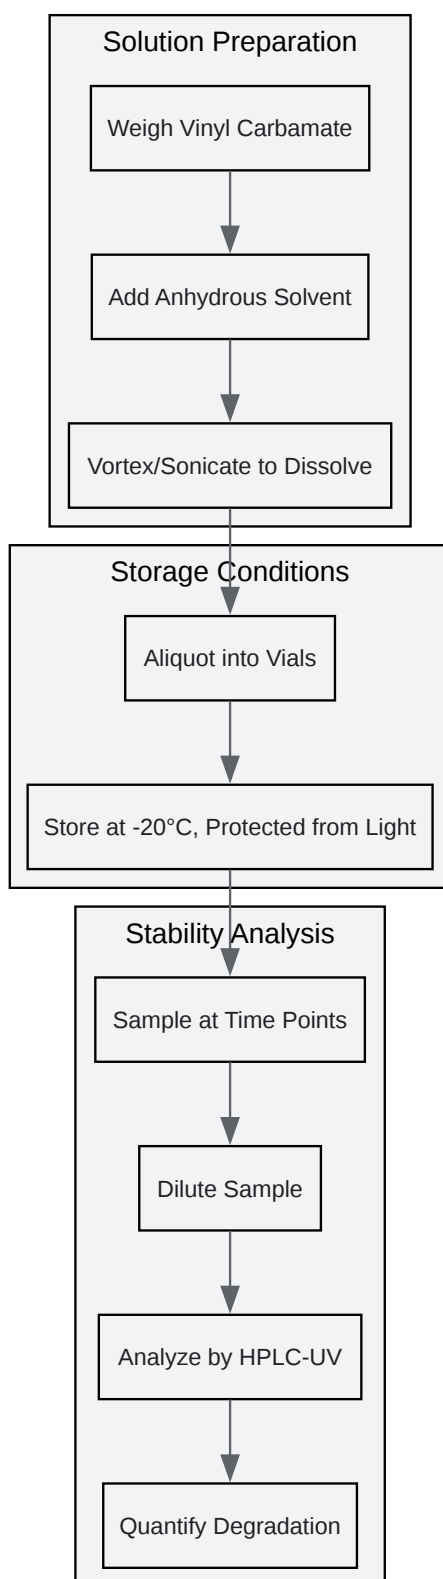 Solution Preparation
Weigh Vinyl Carbamate
Add Anhydrous Solvent
Vortex/Sonicate to Dissolve
Storage Conditions
Aliquot into Vials
Store at -20°C, Protected from Light
Stability Analysis
Sample at Time Points
Dilute Sample
Analyze by HPLC-UV
Quantify Degradation